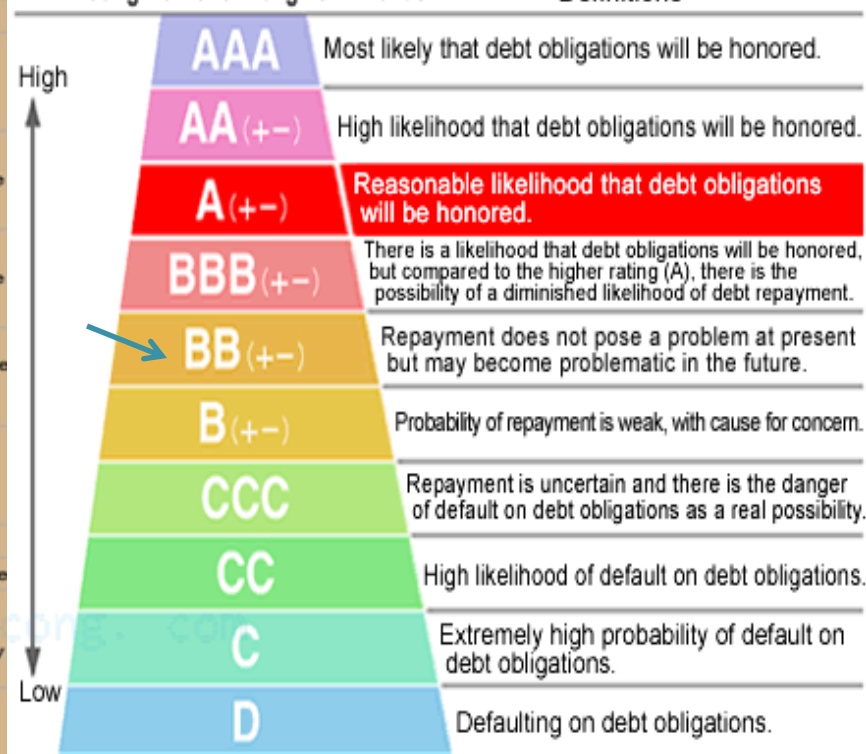 Definitions
High
AAA
Most likely that debt obligations will be honored.
AA (+−)
High likelihood that debt obligations will be honored.
A (+−)
Reasonable likelihood that debt obligations
will be honored.
BBB (+−)
There is a likelihood that debt obligations will be honored,
but compared to the higher rating (A), there is the
possibility of a diminished likelihood of debt repayment.
BB (+−)
Repayment does not pose a problem at present
but may become problematic in the future.
B (+−)
Probability of repayment is weak, with cause for concern.
CCC
Repayment is uncertain and there is the danger
of default on debt obligations as a real possibility.
CC
High likelihood of default on debt obligations.
C
Extremely high probability of default on
debt obligations.
Low
D
Defaulting on debt obligations.